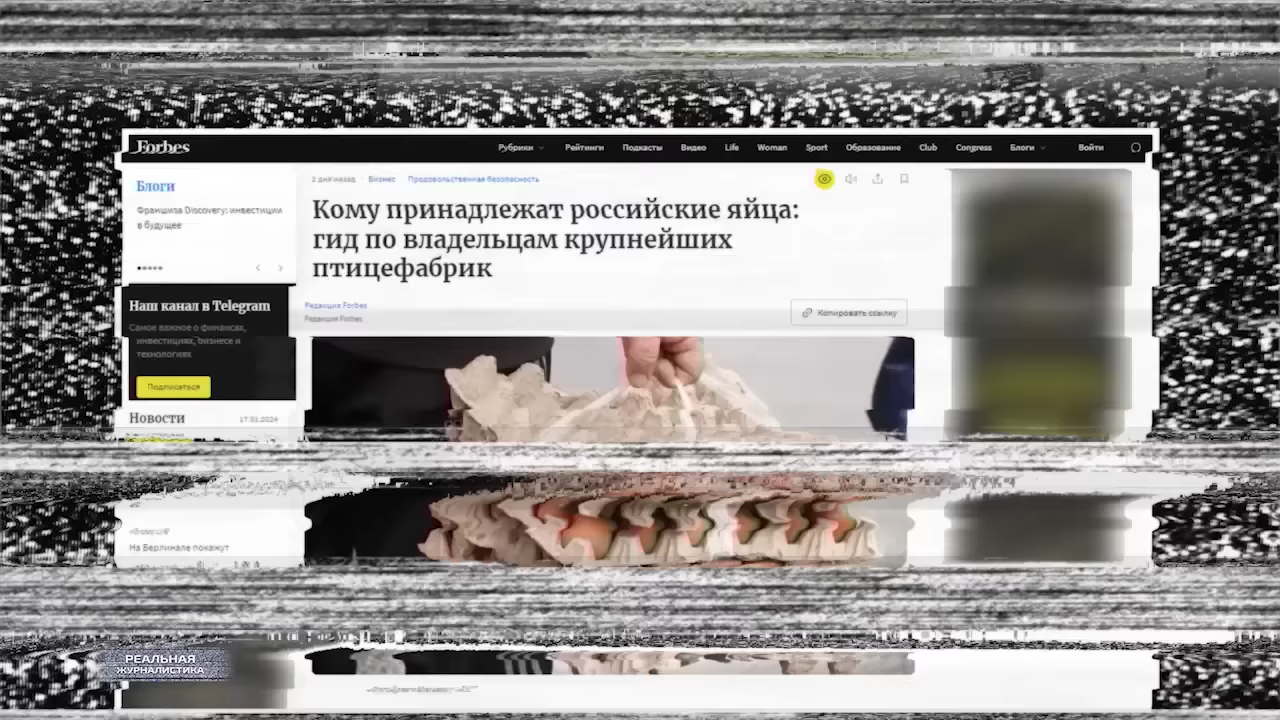 Forbes
Рубрики Рейтинги Подкасты Видео Life Woman Sport Образование Club Congress Блоги Войти
Блоги
Франшиза Discovery: инвестиции
в будущее
2 дня назад · Бизнес Продовольственная безопасность
Кому принадлежат российские яйца:
гид по владельцам крупнейших
птицефабрик
Редакция Forbes
Редакция Forbes
Копировать ссылку
Наш канал в Telegram
Самое важное о финансах,
инвестициях, бизнесе и
технологиях
Подписаться
Новости 17.01.2024
На Берлинале покажут
РЕАЛЬНАЯ
ЖУРНАЛИСТИКА